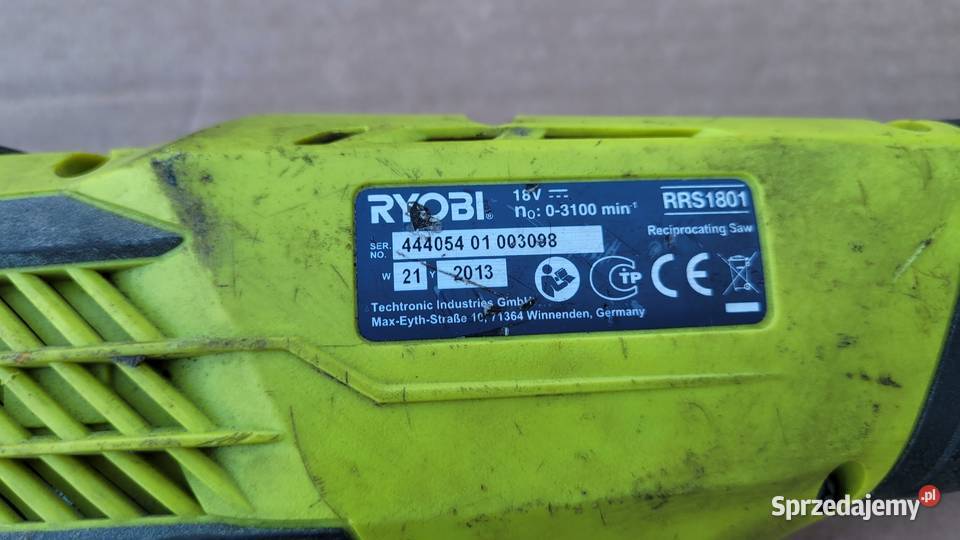 RYOBI®
18V
n₀: 0-3100 min⁻¹
RRS1801
Reciprocating Saw
SER. NO. 444054 01 003098
W 21 Y 2013
CTP CE
Techtronic Industries GmbH
Max-Eyth-Straße 10, 71364 Winnenden, Germany
Sprzedajemy.pl